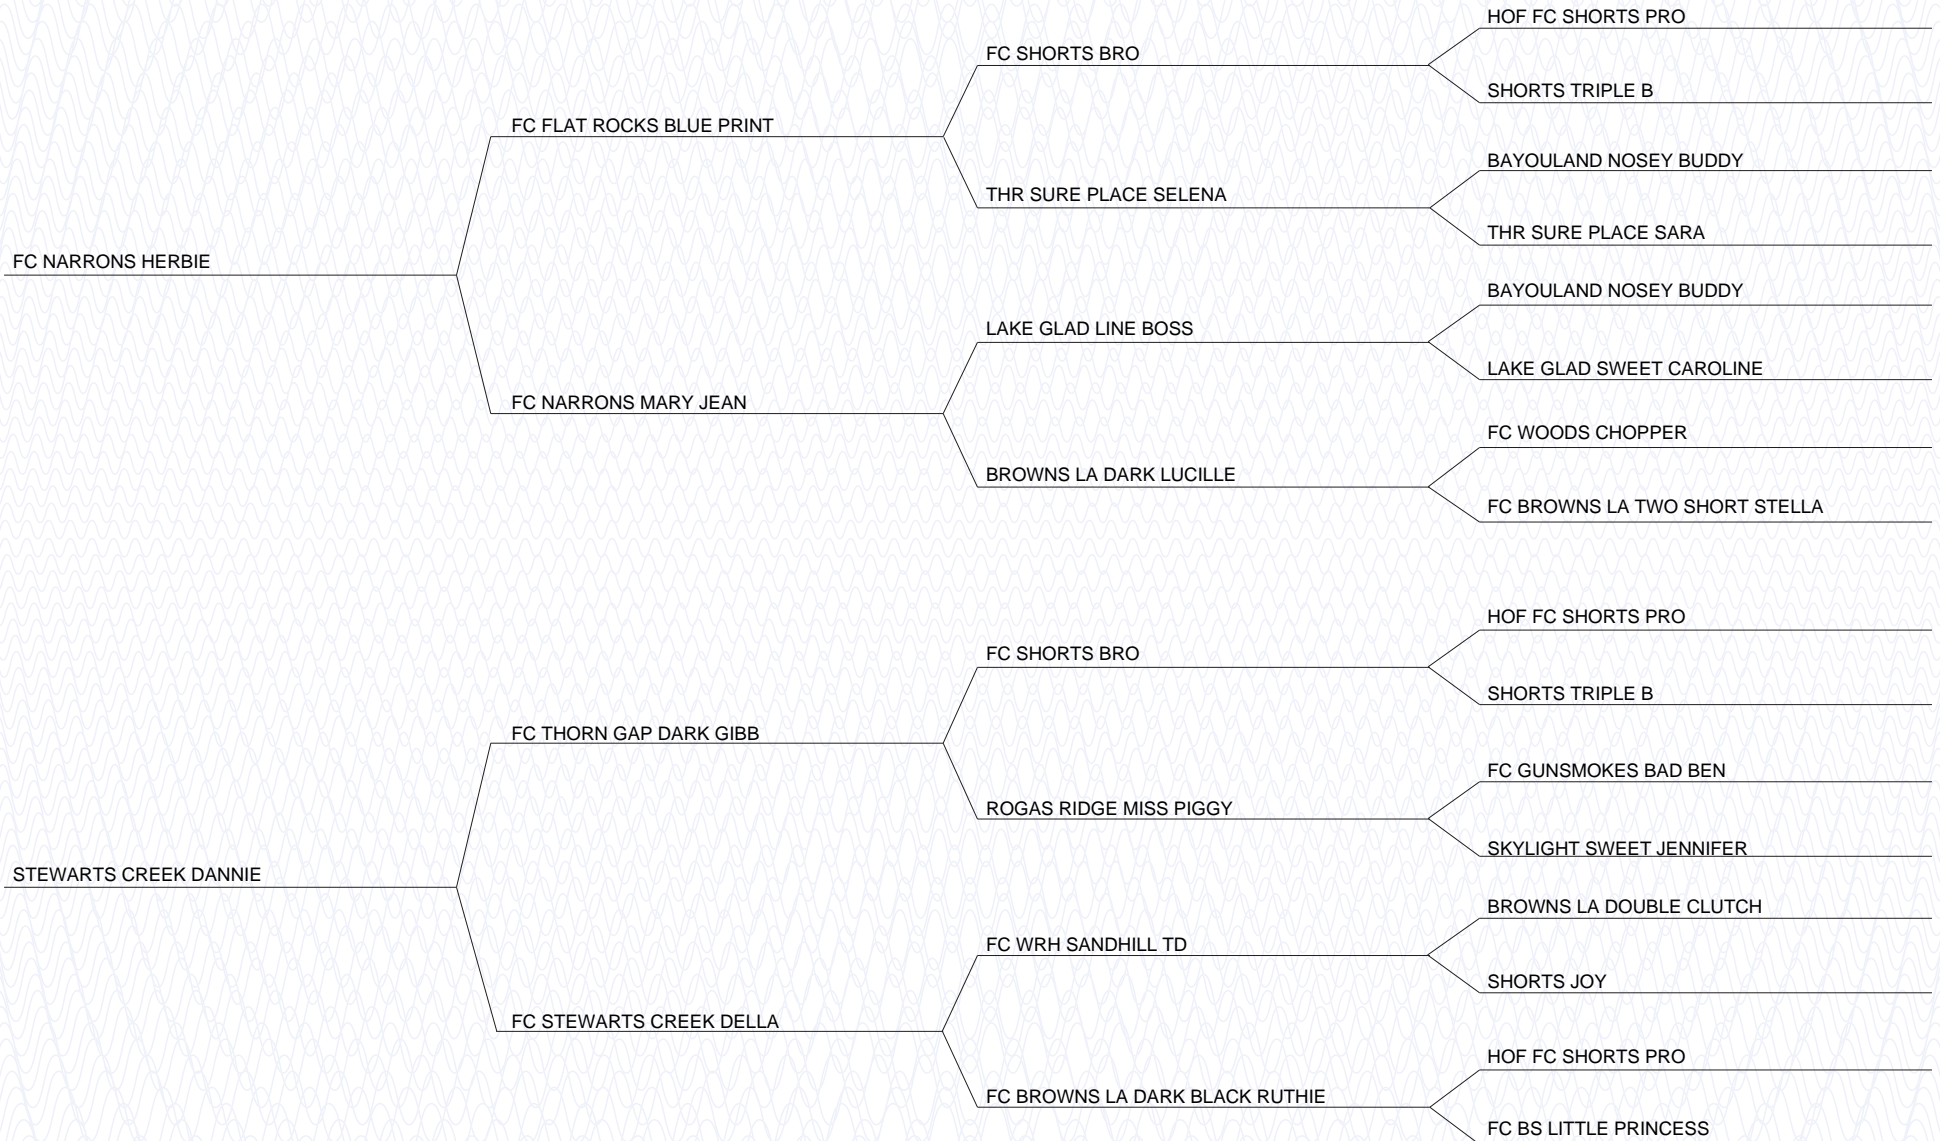 HOF FC SHORTS PRO
FC SHORTS BRO
SHORTS TRIPLE B
FC FLAT ROCKS BLUE PRINT
BAYOULAND NOSEY BUDDY
THR SURE PLACE SELENA
THR SURE PLACE SARA
FC NARRONS HERBIE
BAYOULAND NOSEY BUDDY
LAKE GLAD LINE BOSS
LAKE GLAD SWEET CAROLINE
FC NARRONS MARY JEAN
FC WOODS CHOPPER
BROWNS LA DARK LUCILLE
FC BROWNS LA TWO SHORT STELLA
HOF FC SHORTS PRO
FC SHORTS BRO
SHORTS TRIPLE B
FC THORN GAP DARK GIBB
FC GUNSMOKES BAD BEN
ROGAS RIDGE MISS PIGGY
SKYLIGHT SWEET JENNIFER
STEWARTS CREEK DANNIE
BROWNS LA DOUBLE CLUTCH
FC WRH SANDHILL TD
SHORTS JOY
FC STEWARTS CREEK DELLA
HOF FC SHORTS PRO
FC BROWNS LA DARK BLACK RUTHIE
FC BS LITTLE PRINCESS